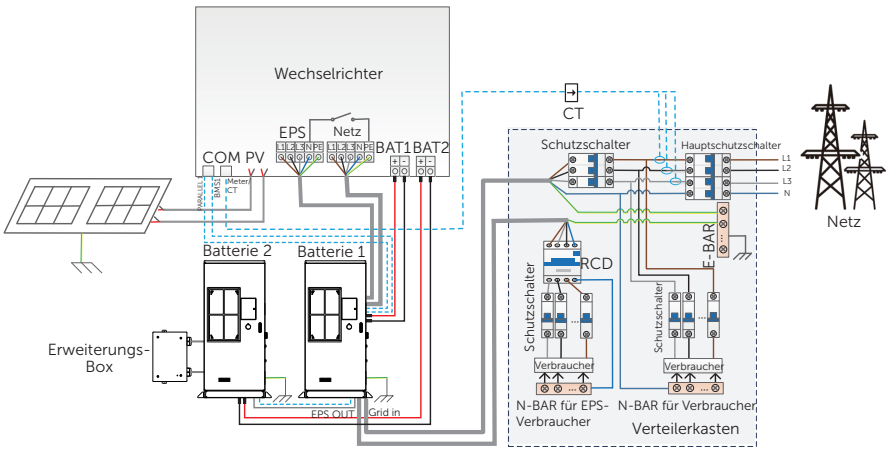 Wechselrichter
EPS
Netz
L1 L2 L3 N PE
L1 L2 L3 N PE
BAT1 BAT2
+ -
+ -
COM PV
PARALLEL
BMS1
Meter/
CT
CT
Schutzschalter
Hauptschutzschalter
L1
L2
L3
N
Netz
E-BAR
RCD
Batterie 2
Batterie 1
Erweiterungs-
Box
Schutzschalter
...
Schutzschalter
...
Verbraucher
Verbraucher
...
...
EPS OUT
Grid in
N-BAR für EPS-
Verbraucher
N-BAR für Verbraucher
Verteilerkasten